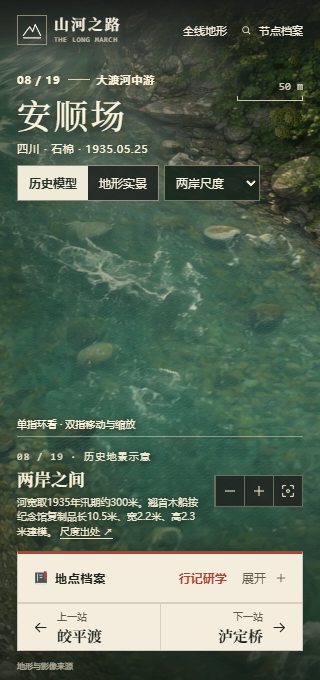 山河之路
THE LONG MARCH
全线地形
节点档案
08 / 19 — 大渡河中游
50 m
安顺场
四川 · 石棉 · 1935.05.25
历史模型
地形实景
两岸尺度
单指环看 · 双指移动与缩放
08 / 19 · 历史地景示意
两岸之间
河宽取1935年汛期约300米。翘首木船按
纪念馆复制品长10.5米、宽2.2米、高2.3
米建模。 尺度出处 ↗
地点档案
行记研学
展开 +
上一站
← 皎平渡
下一站
泸定桥 →
地形与影像来源